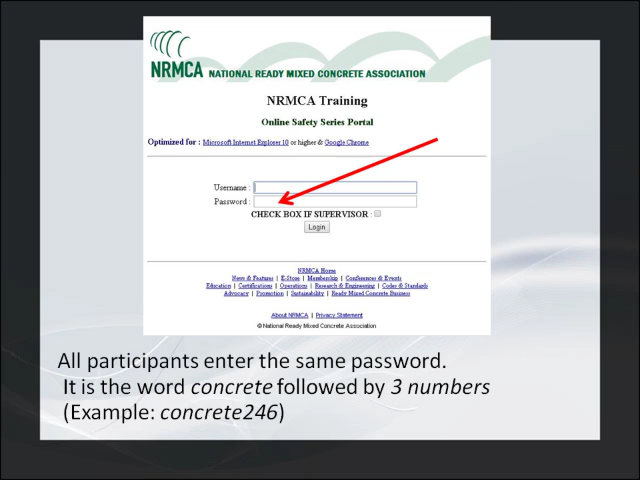 NRMCA NATIONAL READY MIXED CONCRETE ASSOCIATION
NRMCA Training
Online Safety Series Portal
Optimized for : Microsoft Internet Explorer 10 or higher & Google Chrome
Username :
Password :
CHECK BOX IF SUPERVISOR :
Login
NRMCA Home
News & Features | E-Store | Membership | Conferences & Events
Education | Certifications | Operations | Research & Engineering | Codes & Standards
Advocacy | Promotion | Sustainability | Ready Mixed Concrete Business
About NRMCA | Privacy Statement
© National Ready Mixed Concrete Association
All participants enter the same password.
It is the word concrete followed by 3 numbers
(Example: concrete246)